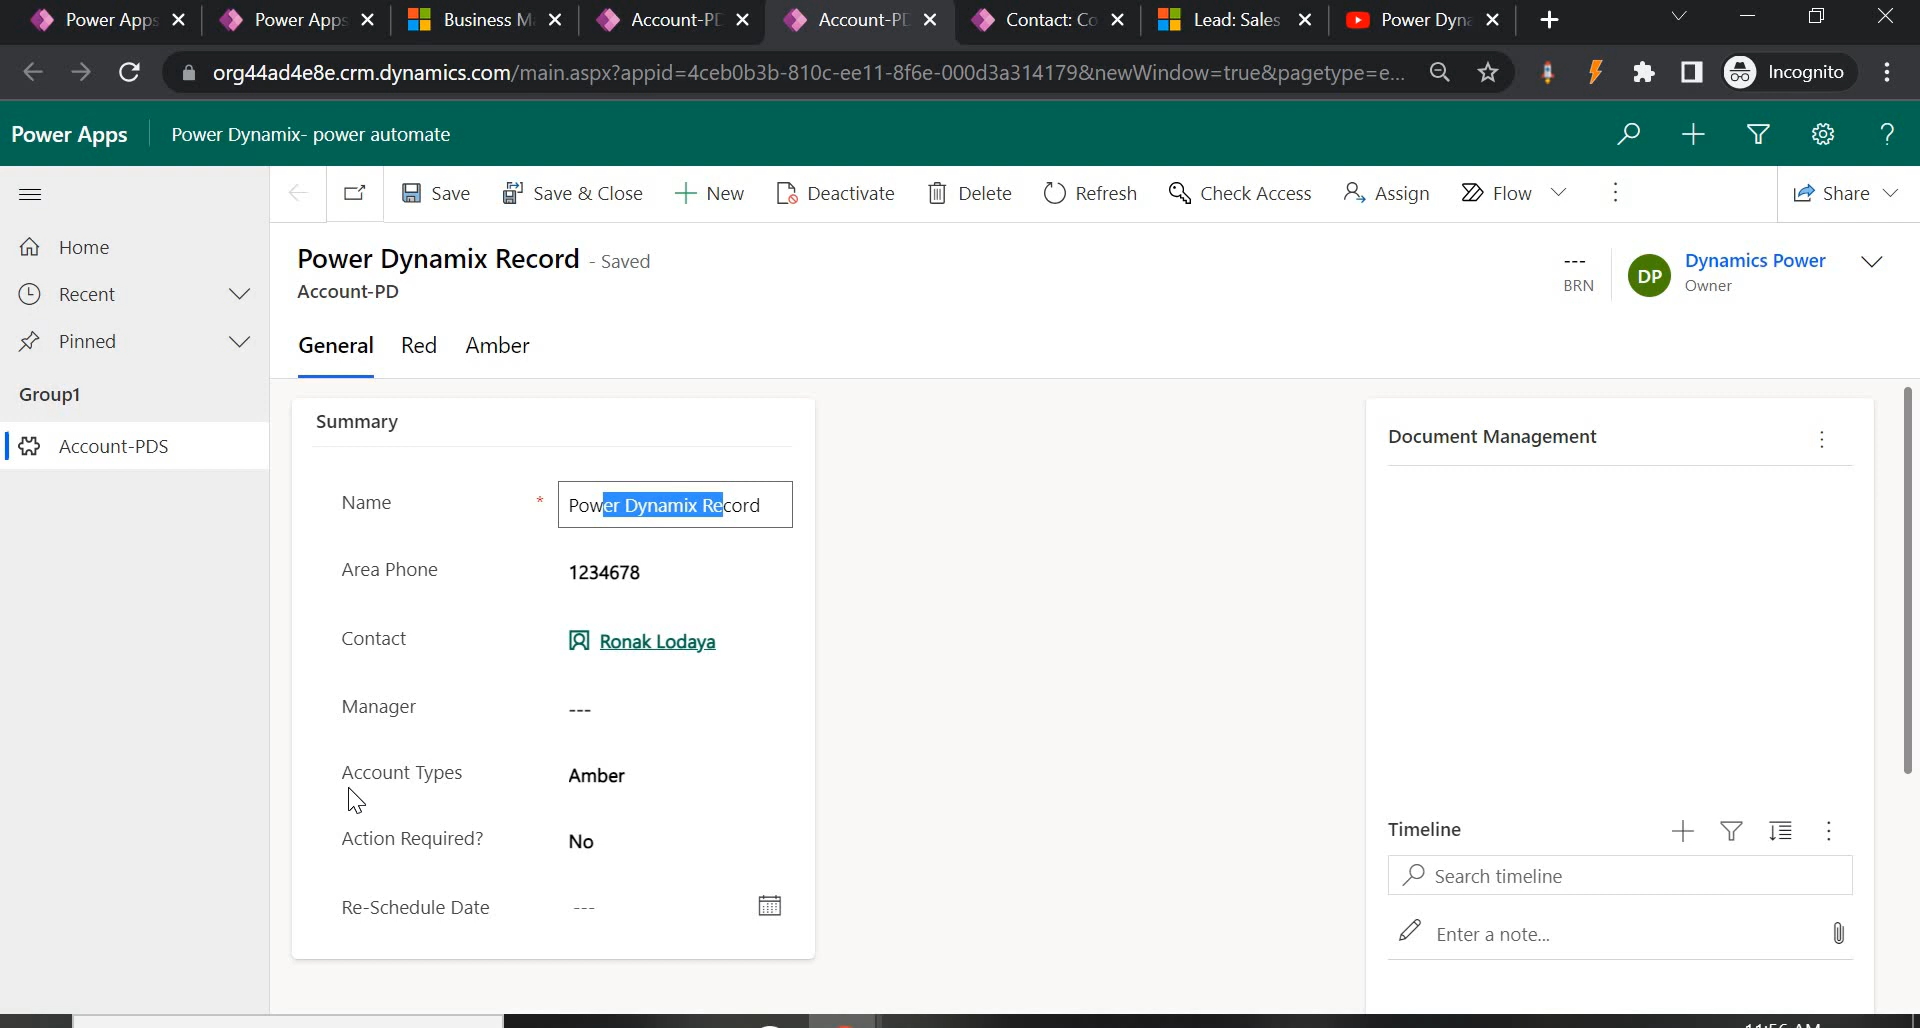 Power Apps Power Apps Business M Account-PD Account-PD Contact: Co Lead: Sales Power Dyna
org44ad4e8e.crm.dynamics.com/main.aspx?appid=4ceb0b3b-810c-ee11-8f6e-000d3a314179&newWindow=true&pagetype=e... Incognito
Power Apps Power Dynamix- power automate
Save Save & Close New Deactivate Delete Refresh Check Access Assign Flow Share
Home
Recent
Pinned
Group1
Account-PDS
Power Dynamix Record - Saved
Account-PD
--- BRN
DP Dynamics Power
Owner
General Red Amber
Summary
Name * Power Dynamix Record
Area Phone 1234678
Contact Ronak Lodaya
Manager ---
Account Types Amber
Action Required? No
Re-Schedule Date ---
Document Management
Timeline
Search timeline
Enter a note...